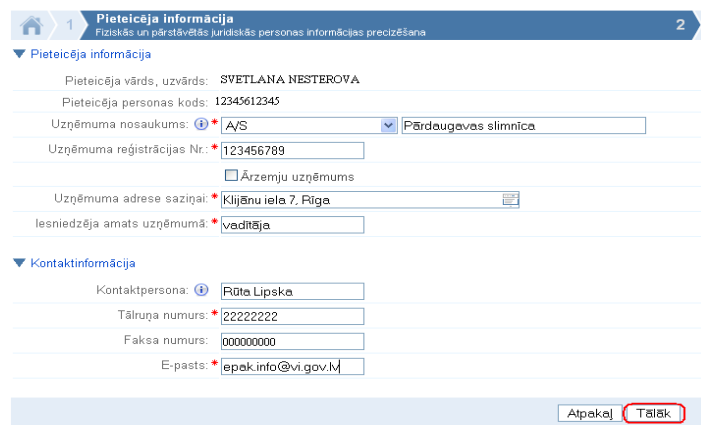 1 Pieteicēja informācija 2
Fiziskās un pārstāvētās juridiskās personas informācijas precizēšana
Pieteicēja informācija
Pieteicēja vārds, uzvārds: SVETLANA NESTEROVA
Pieteicēja personas kods: 12345612345
Uzņēmuma nosaukums: * A/S Pārdaugavas slimnīca
Uzņēmuma reģistrācijas Nr.: * 123456789
Ārzemju uzņēmums
Uzņēmuma adrese saziņai: * Klijānu iela 7, Rīga
Iesniedzēja amats uzņēmumā: * vadītāja
Kontaktinformācija
Kontaktpersona: Rūta Lipska
Tālruņa numurs: * 22222222
Faksa numurs: 000000000
E-pasts: * epak.info@vi.gov.lv
Atpakaļ Tālāk